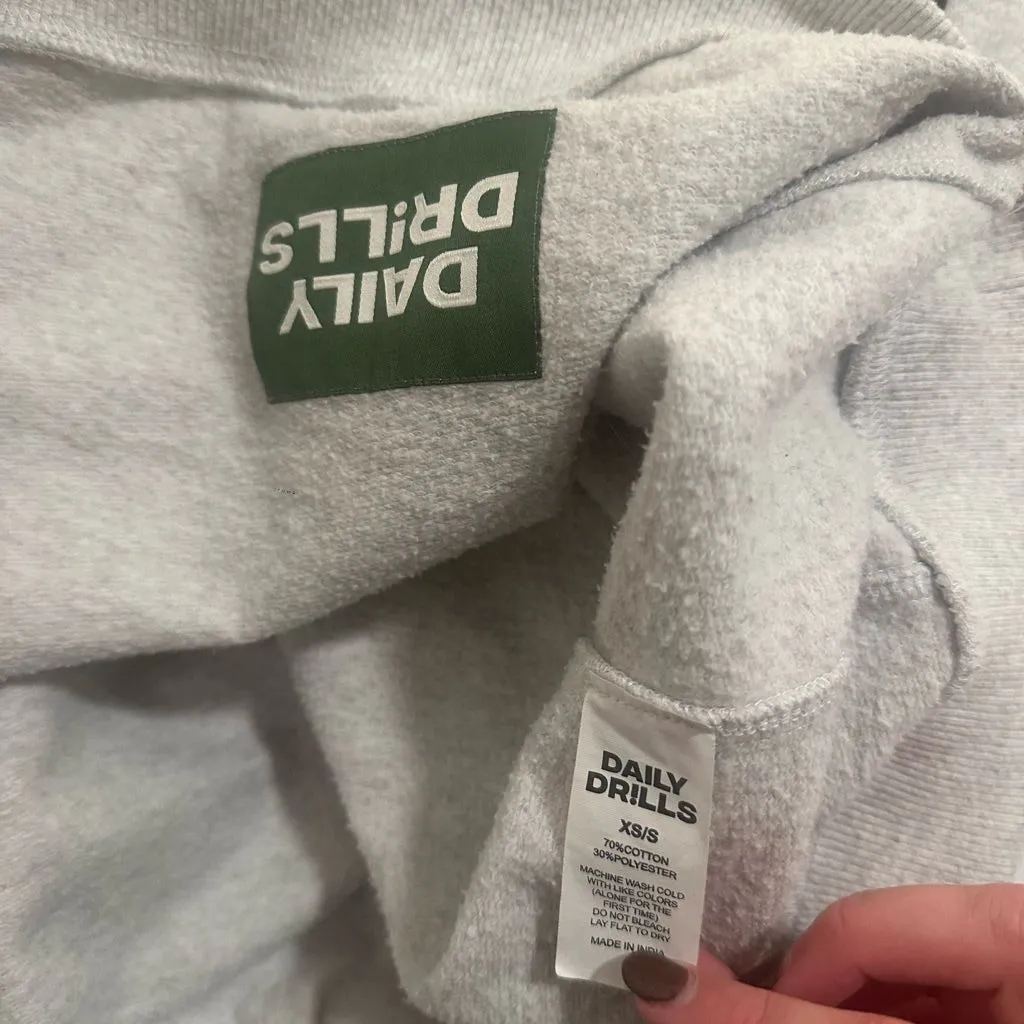 DAILY
DRiLLS
DAILY
DR!LLS
XS/S
70%COTTON
30%POLYESTER
MACHINE WASH COLD
WITH LIKE COLORS
(ALONE FOR THE
FIRST TIME)
DO NOT BLEACH
LAY FLAT TO DRY
MADE IN INDIA